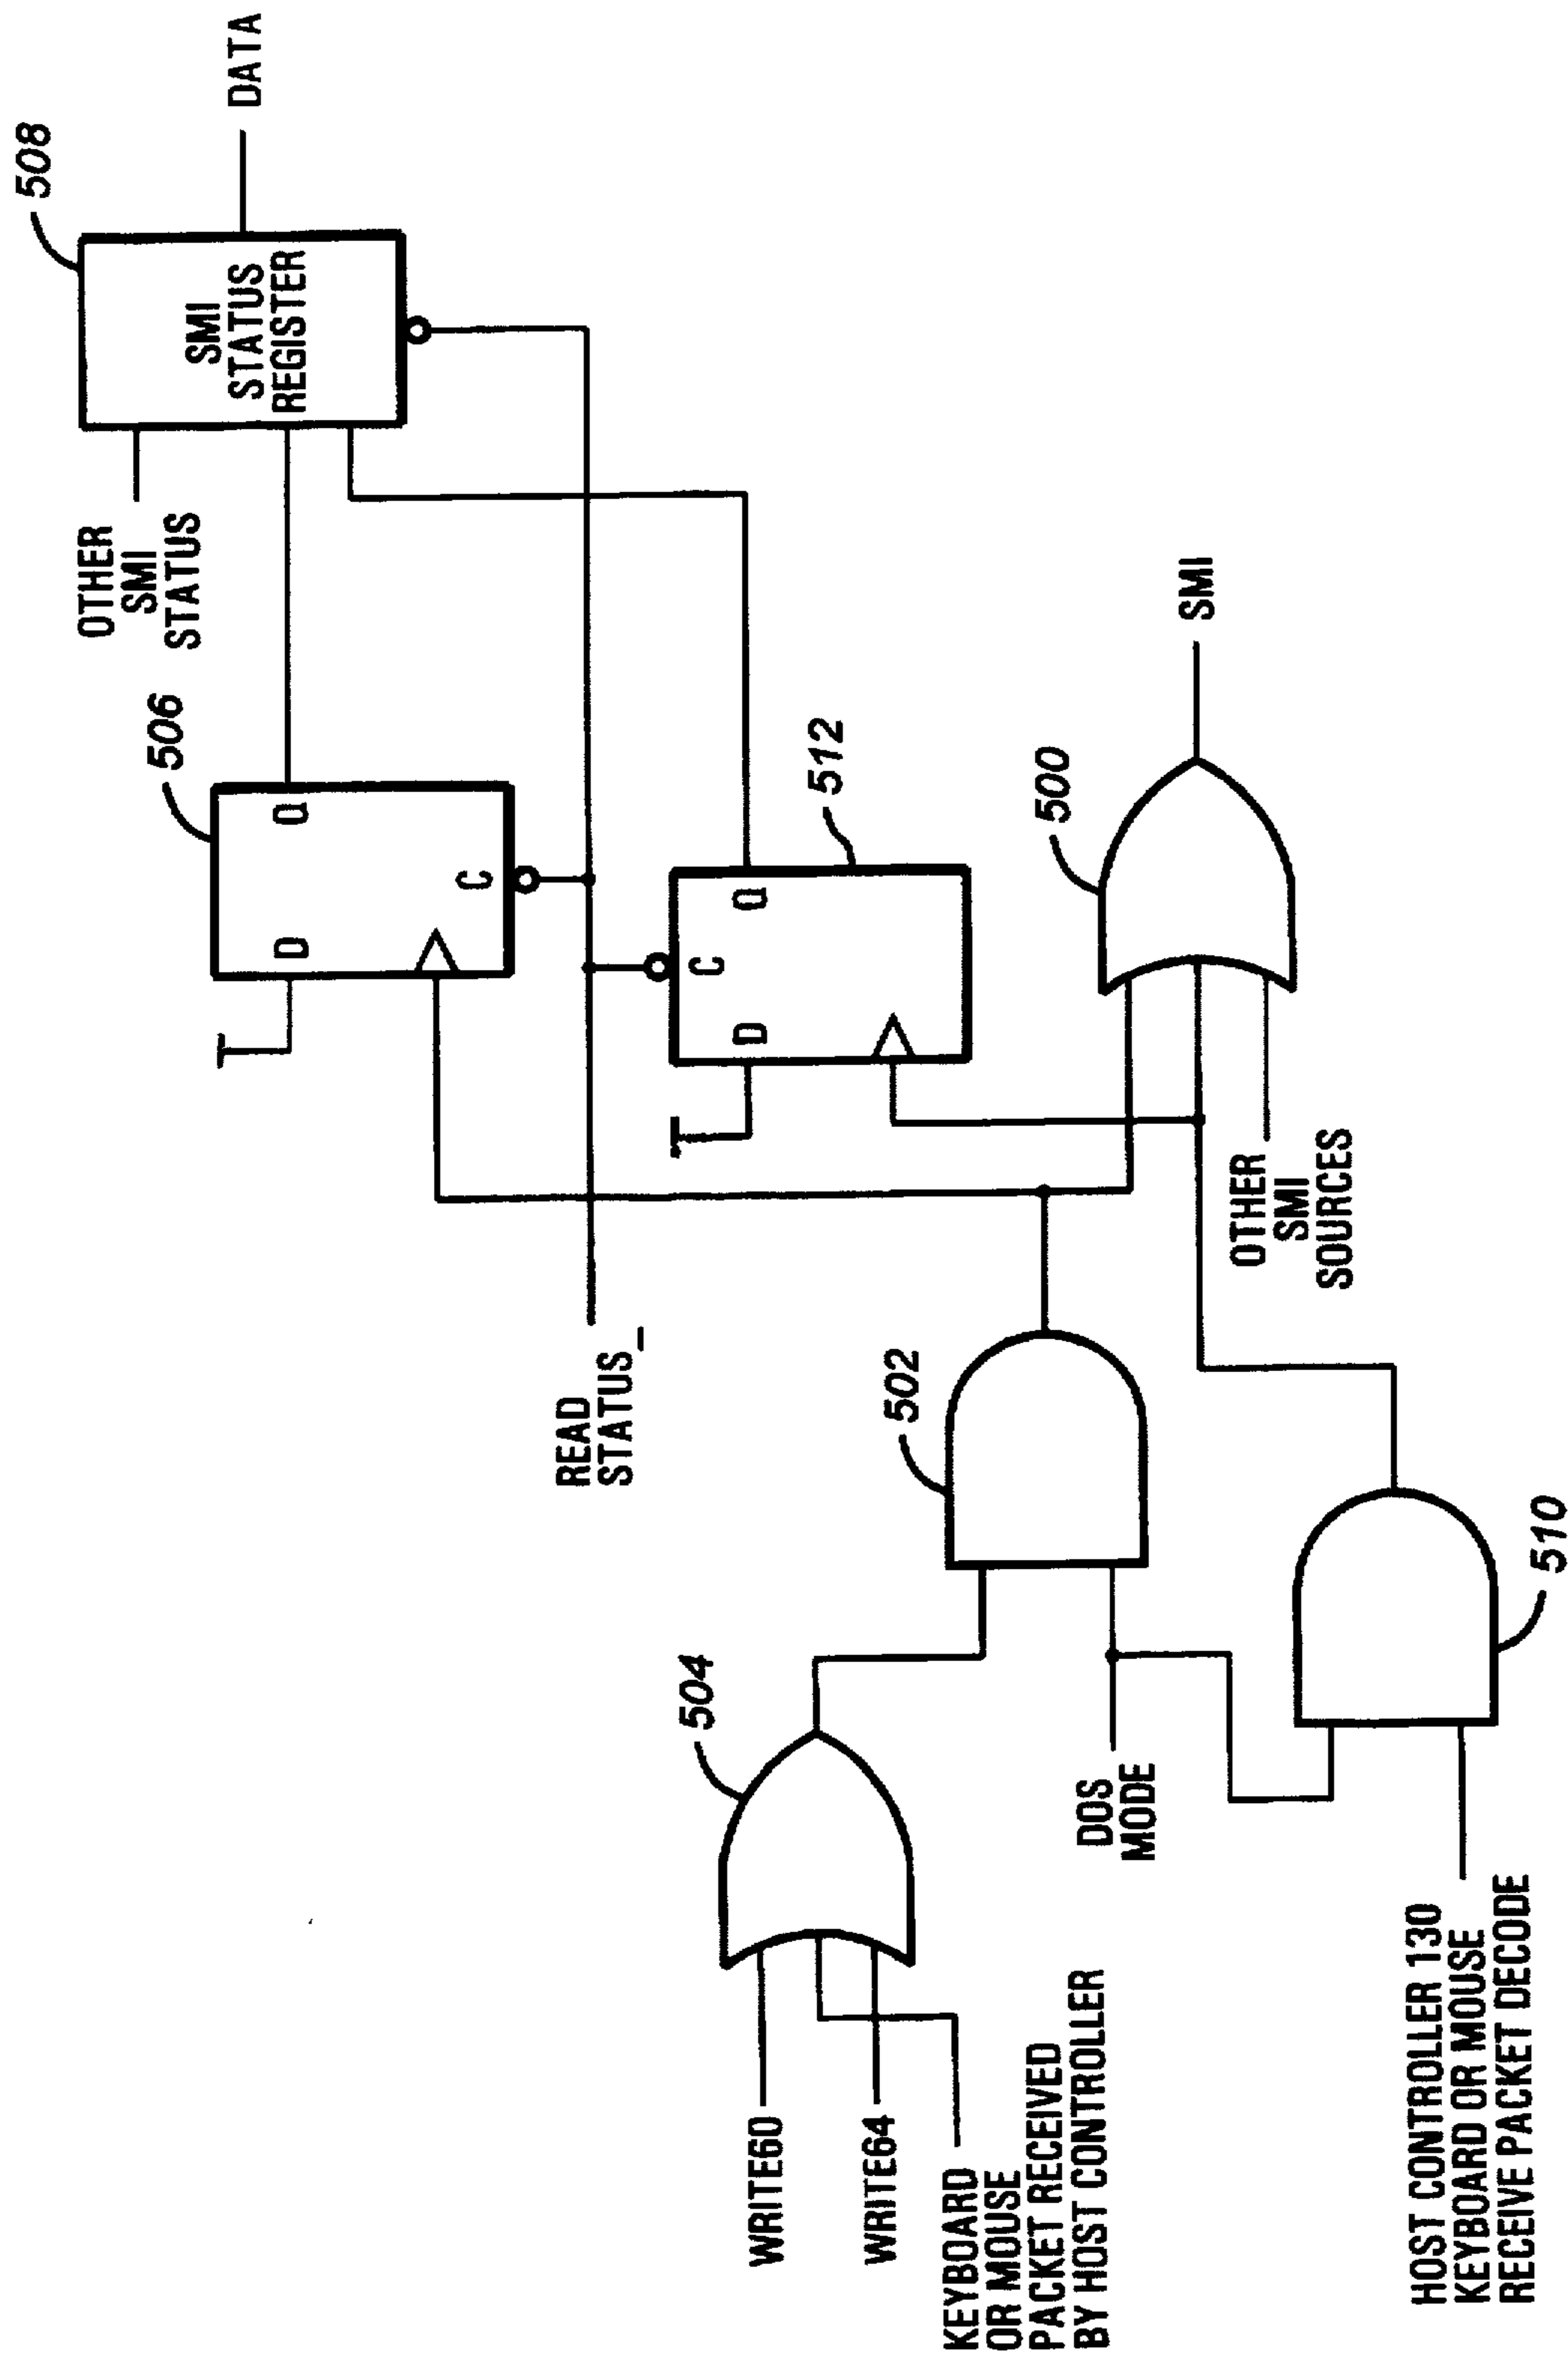 508
SMI
STATUS
REGISTER
DATA
OTHER
SMI
STATUS
506
D
Q
C
READ
STATUS_
512
D
Q
C
500
SMI
OTHER
SMI
SOURCES
502
504
WRITE60
WRITE64
KEYBOARD
OR MOUSE
PACKET RECEIVED
BY HOST CONTROLLER
DOS
MODE
510
HOST CONTROLLER 130
KEYBOARD OR MOUSE
RECEIVE PACKET DECODE